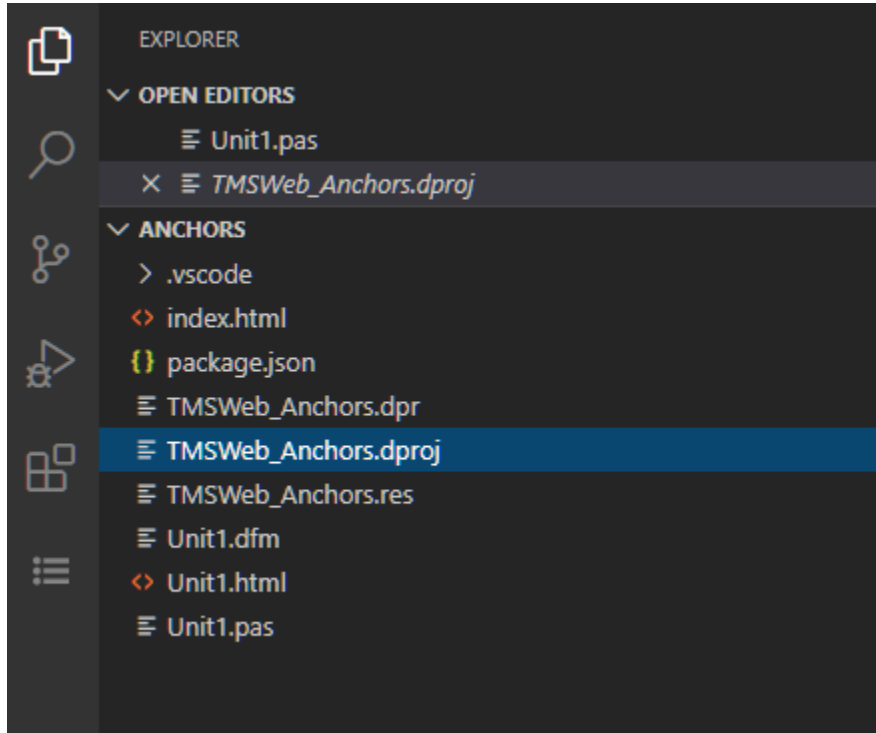 EXPLORER
OPEN EDITORS
Unit1.pas
TMSWeb_Anchors.dproj
ANCHORS
.vscode
index.html
package.json
TMSWeb_Anchors.dpr
TMSWeb_Anchors.dproj
TMSWeb_Anchors.res
Unit1.dfm
Unit1.html
Unit1.pas